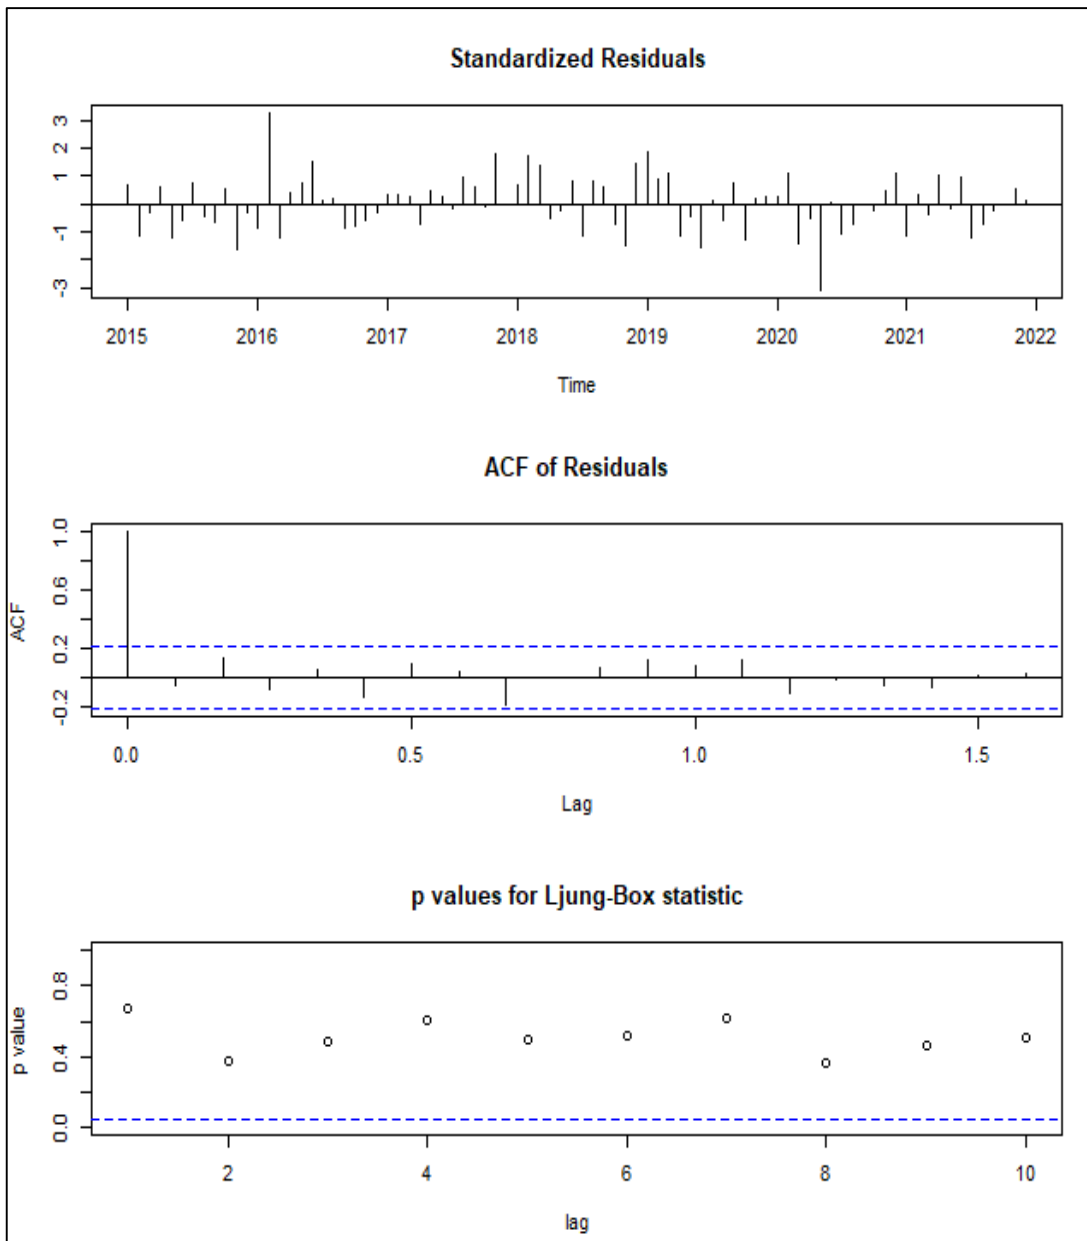 Standardized Residuals
3
2
1
-1
-3
2015 2016 2017 2018 2019 2020 2021 2022
Time
ACF of Residuals
ACF
1.0
0.6
0.2
-0.2
0.0 0.5 1.0 1.5
Lag
p values for Ljung-Box statistic
p value
0.8
0.4
0.0
2 4 6 8 10
lag